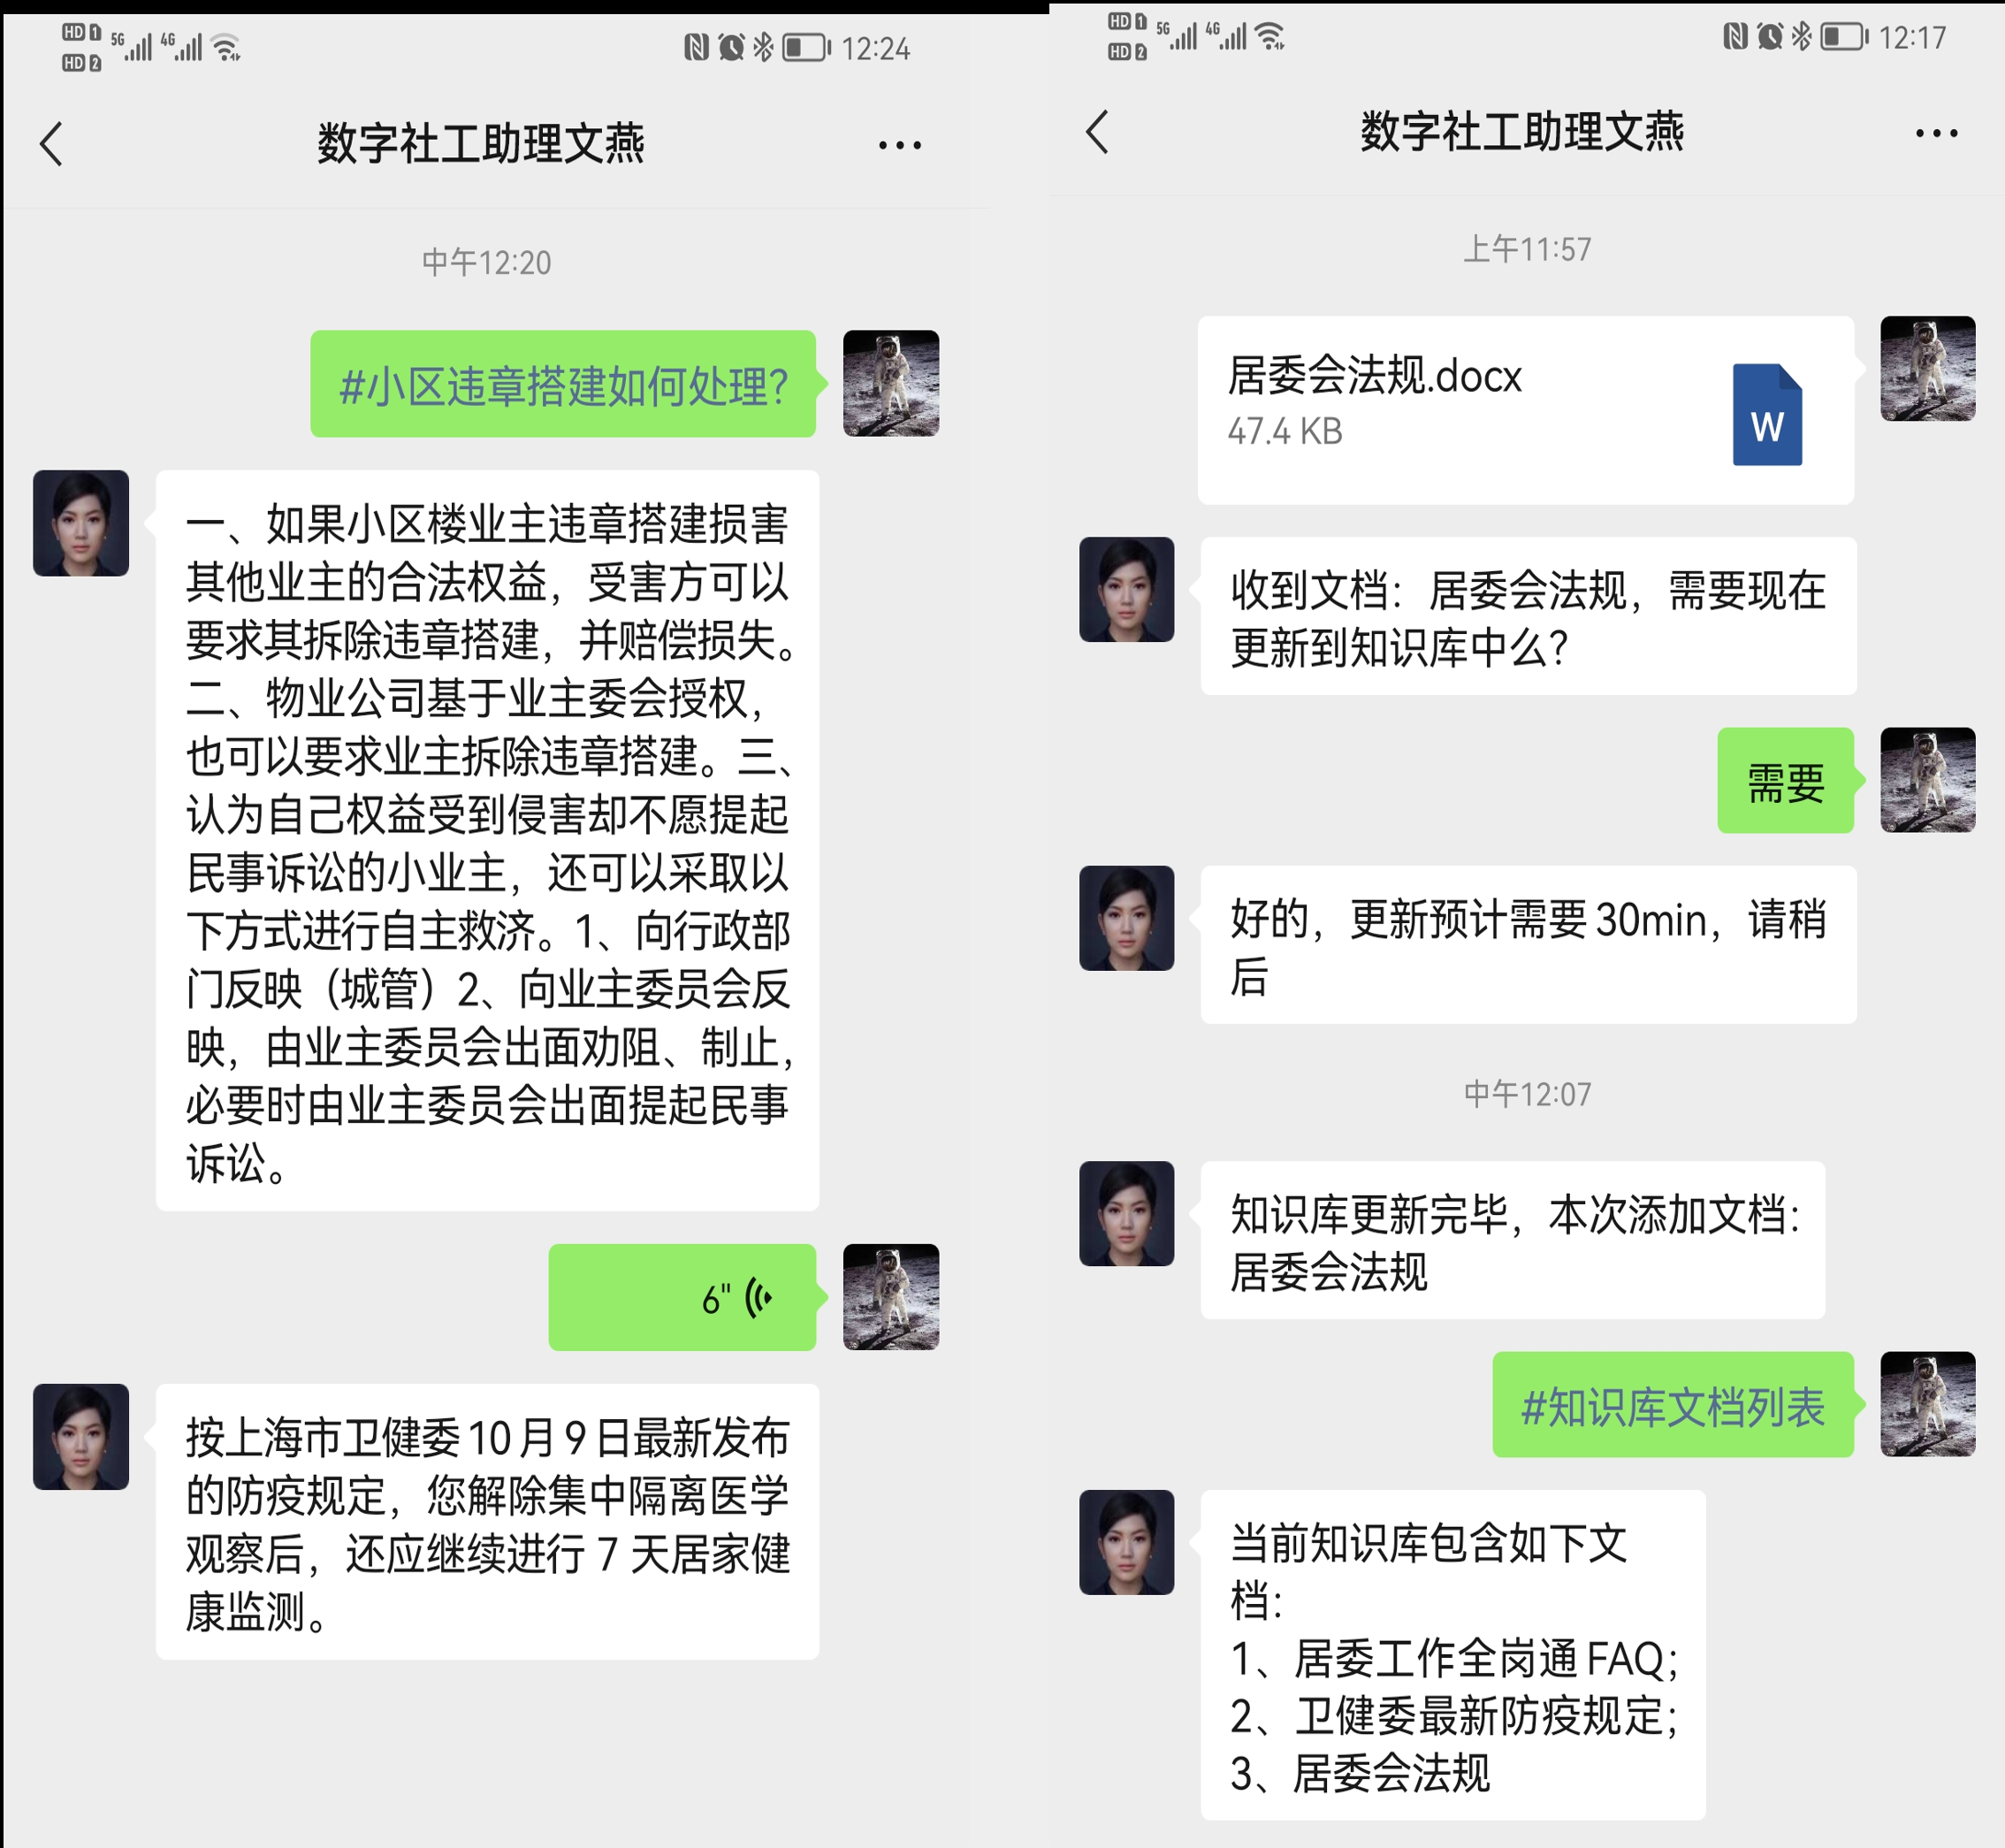 HD 1 5G 4G
HD 2
12:24
数字社工助理文燕
中午12:20
#小区违章搭建如何处理?
一、如果小区楼业主违章搭建损害
其他业主的合法权益，受害方可以
要求其拆除违章搭建，并赔偿损失。
二、物业公司基于业主委会授权，
也可以要求业主拆除违章搭建。三、
认为自己权益受到侵害却不愿提起
民事诉讼的小业主，还可以采取以
下方式进行自主救济。1、向行政部
门反映（城管）2、向业主委员会反
映，由业主委员会出面劝阻、制止，
必要时由业主委员会出面提起民事
诉讼。
6"
按上海市卫健委10月9日最新发布
的防疫规定，您解除集中隔离医学
观察后，还应继续进行 7 天居家健
康监测。
HD 1 5G 4G
HD 2
12:17
数字社工助理文燕
上午11:57
居委会法规.docx
47.4 KB
W
收到文档：居委会法规，需要现在
更新到知识库中么？
需要
好的，更新预计需要30min，请稍
后
中午12:07
知识库更新完毕，本次添加文档：
居委会法规
#知识库文档列表
当前知识库包含如下文
档：
1、居委工作全岗通FAQ；
2、卫健委最新防疫规定；
3、居委会法规